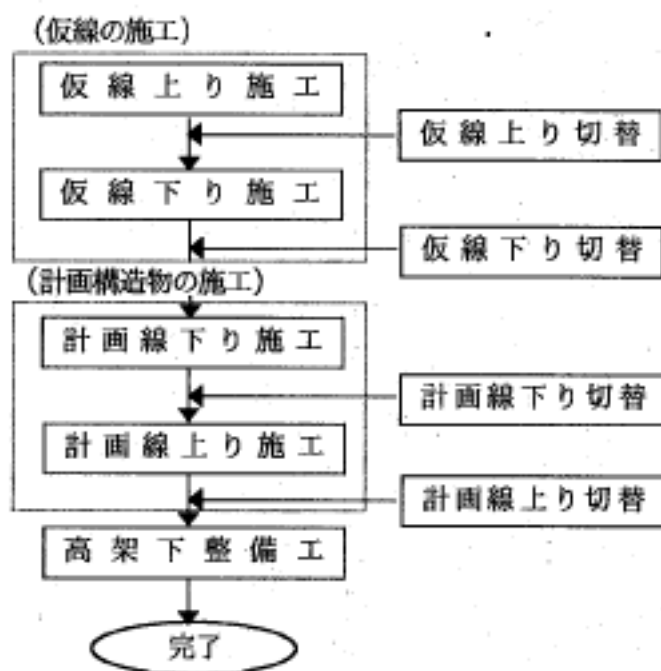 (仮線の施工)
仮線上り施工
仮線上り切替
仮線下り施工
仮線下り切替
(計画構造物の施工)
計画線下り施工
計画線下り切替
計画線上り施工
計画線上り切替
高架下整備工
完了